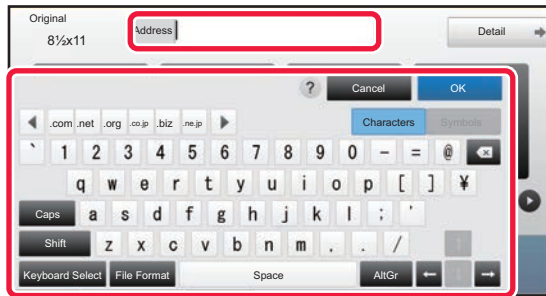 Original
8½x11
Address
Detail
? Cancel OK
.com .net .org .co.jp .biz .ne.jp Characters Symbols
` 1 2 3 4 5 6 7 8 9 0 - = @
q w e r t y u i o p [ ] ¥
Caps a s d f g h j k l ; '
Shift z x c v b n m . . /
Keyboard Select File Format Space AltGr